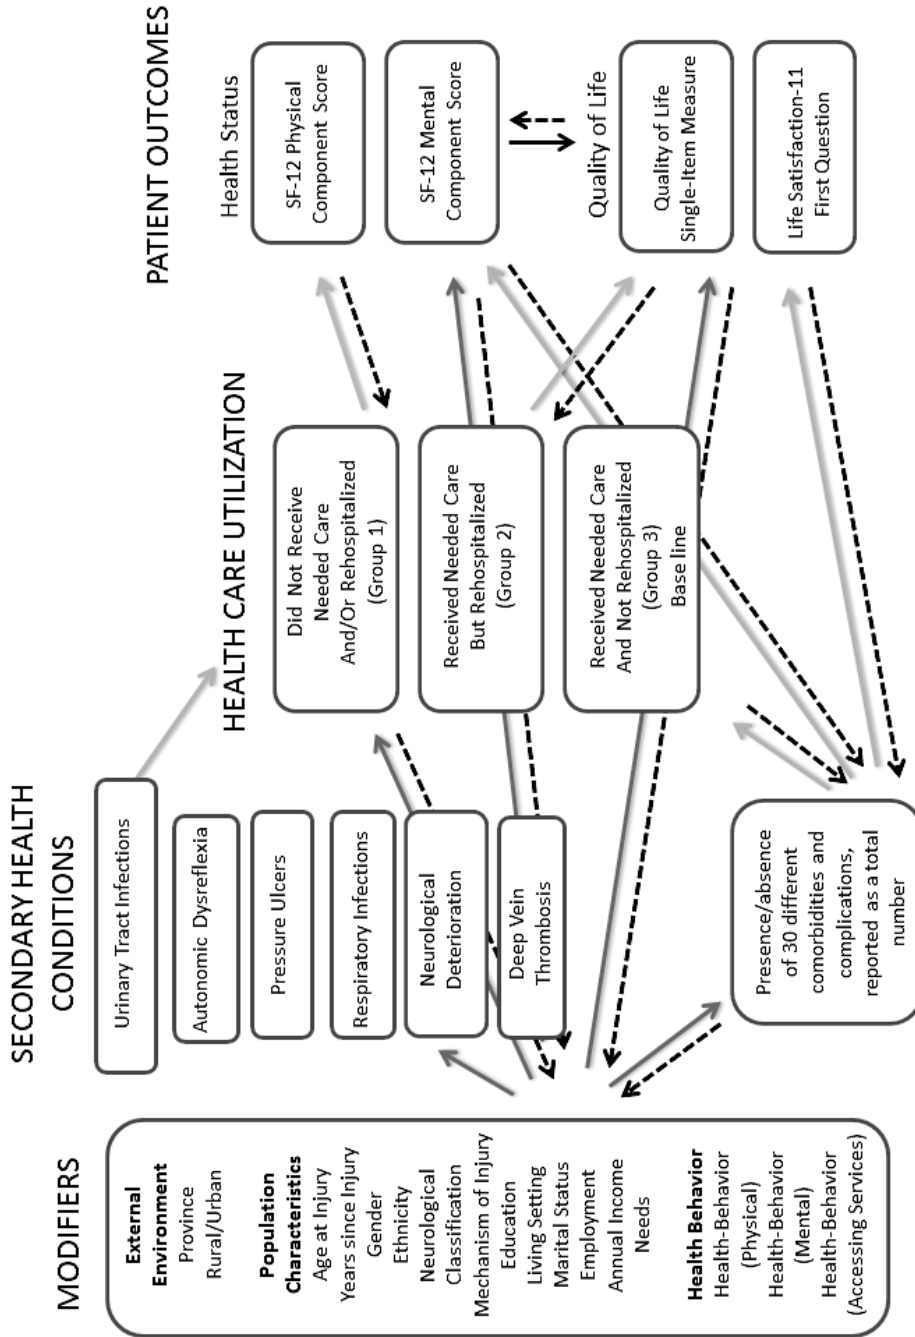 MODIFIERS
External
Environment
Province
Rural/Urban
Population
Characteristics
Age at Injury
Years since Injury
Gender
Ethnicity
Neurological
Classification
Mechanism of Injury
Education
Living Setting
Marital Status
Employment
Annual Income
Needs
Health Behavior
Health-Behavior
(Physical)
Health-Behavior
(Mental)
Health-Behavior
(Accessing Services)
SECONDARY HEALTH
CONDITIONS
Urinary Tract Infections
Autonomic Dysreflexia
Pressure Ulcers
Respiratory Infections
Neurological
Deterioration
Deep Vein
Thrombosis
Presence/absence
of 30 different
comorbidities and
complications,
reported as a total
number
HEALTH CARE UTILIZATION
Did Not Receive
Needed Care
And/Or Rehospitalized
(Group 1)
Received Needed Care
But Rehospitalized
(Group 2)
Received Needed Care
And Not Rehospitalized
(Group 3)
Base line
PATIENT OUTCOMES
Health Status
SF-12 Physical
Component Score
SF-12 Mental
Component Score
Quality of Life
Quality of Life
Single-Item Measure
Life Satisfaction-11
First Question